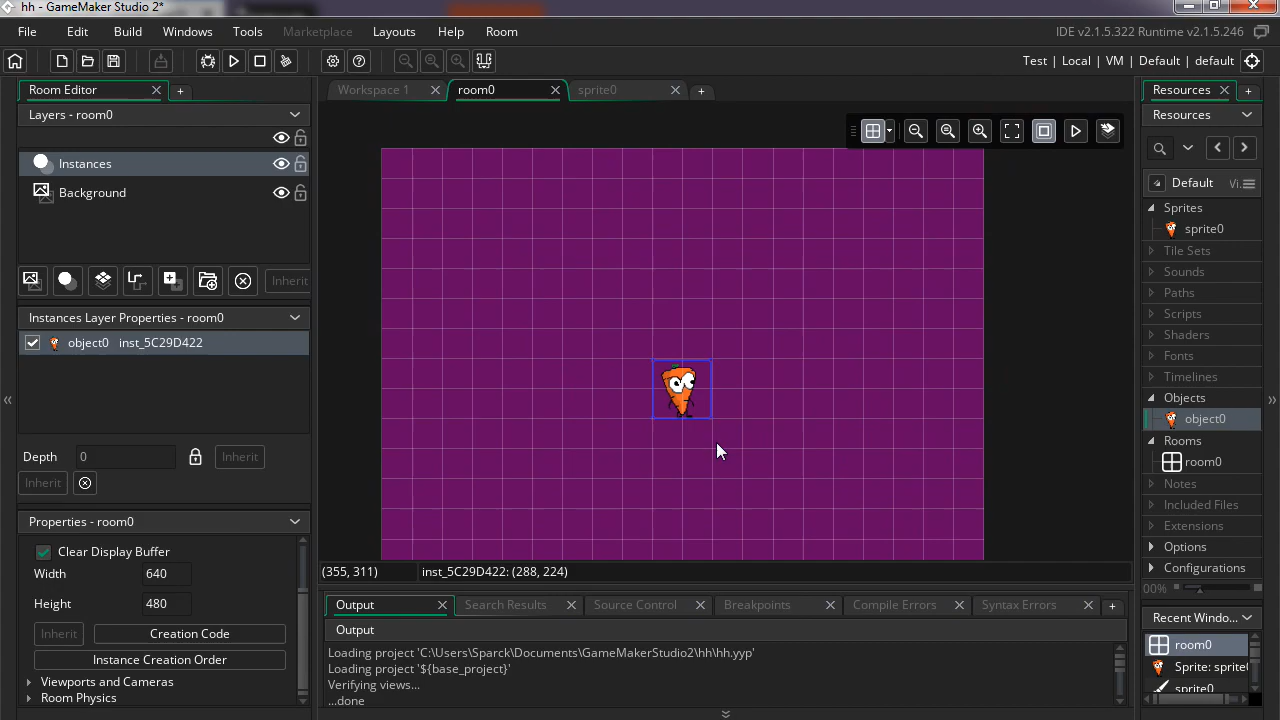 hh - GameMaker Studio 2*
File Edit Build Windows Tools Marketplace Layouts Help Room
IDE v2.1.5.322 Runtime v2.1.5.246
Test | Local | VM | Default | default
Room Editor
Layers - room0
Instances
Background
Inherit
Instances Layer Properties - room0
object0 inst_5C29D422
Depth 0 Inherit
Inherit
Properties - room0
Clear Display Buffer
Width 640
Height 480
Inherit Creation Code
Instance Creation Order
Viewports and Cameras
Room Physics
Workspace 1 room0 sprite0
(355, 311) inst_5C29D422: (288, 224)
Output Search Results Source Control Breakpoints Compile Errors Syntax Errors
Output
Loading project 'C:\Users\Sparck\Documents\GameMakerStudio2\hh\hh.yyp'
Loading project '${base_project}'
Verifying views...
...done
Resources
Resources
Default Vi...
Sprites
sprite0
Tile Sets
Sounds
Paths
Scripts
Shaders
Fonts
Timelines
Objects
object0
Rooms
room0
Notes
Included Files
Extensions
Options
Configurations
00%
Recent Windo...
room0
Sprite: sprite
sprite0